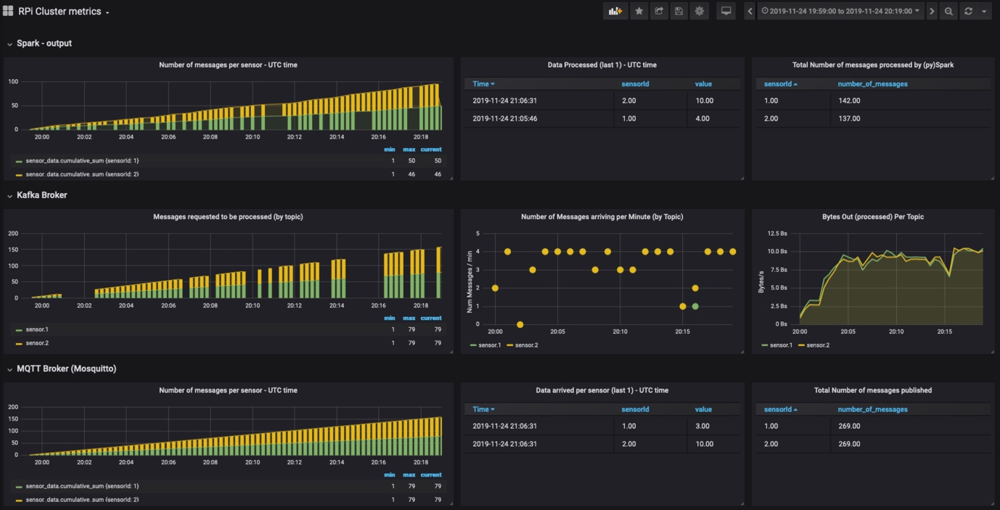 RPi Cluster metrics
2019-11-24 19:59:00 to 2019-11-24 20:19:00
Spark - output
Number of messages per sensor - UTC time
100
50
0
20:00 20:02 20:04 20:06 20:08 20:10 20:12 20:14 20:16 20:18
min max current
sensor_data.cumulative_sum {sensorId: 1} 1 50 50
sensor_data.cumulative_sum {sensorId: 2} 1 46 46
Data Processed (last 1) - UTC time
Time sensorId value
2019-11-24 21:06:31 2.00 10.00
2019-11-24 21:05:46 1.00 4.00
Total Number of messages processed by (py)Spark
sensorId number_of_messages
1.00 142.00
2.00 137.00
Kafka Broker
Messages requested to be processed (by topic)
200
150
100
50
0
20:00 20:02 20:04 20:06 20:08 20:10 20:12 20:14 20:16 20:18
min max current
sensor.1 1 79 79
sensor.2 1 79 79
Number of Messages arriving per Minute (by Topic)
Num Messages / min
5
4
3
2
1
0
20:00 20:05 20:10 20:15
sensor.1 sensor.2
Bytes Out (processed) Per Topic
Bytes/s
12.5 Bs
10.0 Bs
7.5 Bs
5.0 Bs
2.5 Bs
0 Bs
20:00 20:05 20:10 20:15
sensor.1 sensor.2
MQTT Broker (Mosquitto)
Number of messages per sensor - UTC time
200
150
100
50
0
20:00 20:02 20:04 20:06 20:08 20:10 20:12 20:14 20:16 20:18
min max current
sensor_data.cumulative_sum {sensorId: 1} 1 79 79
sensor_data.cumulative_sum {sensorId: 2} 1 79 79
Data arrived per sensor (last 1) - UTC time
Time sensorId value
2019-11-24 21:06:31 1.00 3.00
2019-11-24 21:06:31 2.00 10.00
Total Number of messages published
sensorId number_of_messages
1.00 269.00
2.00 269.00